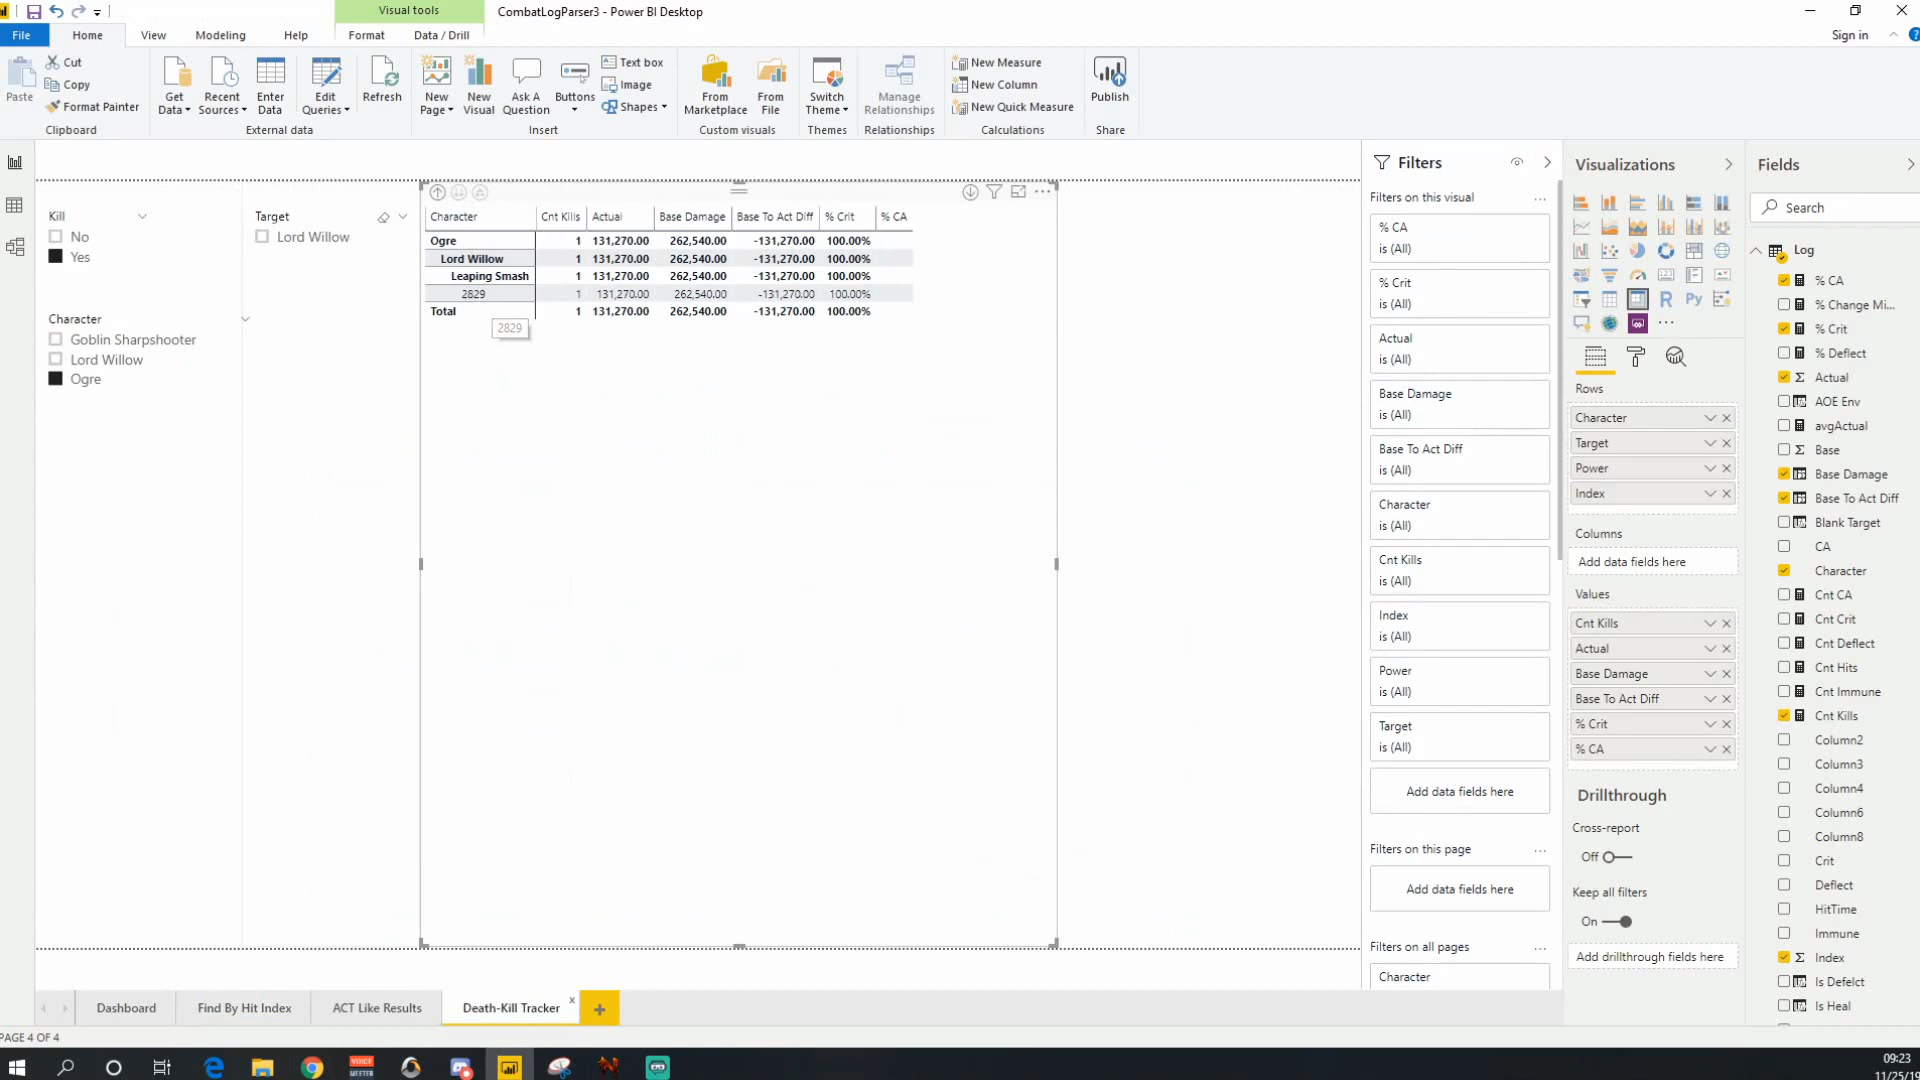 Visual tools
CombatLogParser3 - Power BI Desktop
File Home View Modeling Help Format Data / Drill
Sign in
Paste
Cut
Copy
Format Painter
Clipboard
Get Data
Recent Sources
Enter Data
Edit Queries
Refresh
External data
New Page
New Visual
Ask A Question
Buttons
Text box
Image
Shapes
Insert
From Marketplace
From File
Custom visuals
Switch Theme
Themes
Manage Relationships
Relationships
New Measure
New Column
New Quick Measure
Calculations
Publish
Share
Kill
No
Yes
Target
Lord Willow
Character
Goblin Sharpshooter
Lord Willow
Ogre
Character Cnt Kills Actual Base Damage Base To Act Diff % Crit % CA
Ogre 1 131,270.00 262,540.00 -131,270.00 100.00%
Lord Willow 1 131,270.00 262,540.00 -131,270.00 100.00%
Leaping Smash 1 131,270.00 262,540.00 -131,270.00 100.00%
2829 1 131,270.00 262,540.00 -131,270.00 100.00%
Total 1 131,270.00 262,540.00 -131,270.00 100.00%
2829
Filters
Filters on this visual
% CA
is (All)
% Crit
is (All)
Actual
is (All)
Base Damage
is (All)
Base To Act Diff
is (All)
Character
is (All)
Cnt Kills
is (All)
Index
is (All)
Power
is (All)
Target
is (All)
Add data fields here
Filters on this page
Add data fields here
Filters on all pages
Character
Visualizations
R Py
Rows
Character
Target
Power
Index
Columns
Add data fields here
Values
Cnt Kills
Actual
Base Damage
Base To Act Diff
% Crit
% CA
Drillthrough
Cross-report
Off
Keep all filters
On
Add drillthrough fields here
Fields
Search
Log
% CA
% Change Mi...
% Crit
% Deflect
Actual
AOE Env
avgActual
Base
Base Damage
Base To Act Diff
Blank Target
CA
Character
Cnt CA
Cnt Crit
Cnt Deflect
Cnt Hits
Cnt Immune
Cnt Kills
Column2
Column3
Column4
Column6
Column8
Crit
Deflect
HitTime
Immune
Index
Is Defelct
Is Heal
Dashboard
Find By Hit Index
ACT Like Results
Death-Kill Tracker
PAGE 4 OF 4
VOICE
MEETER
09:23
11/25/19